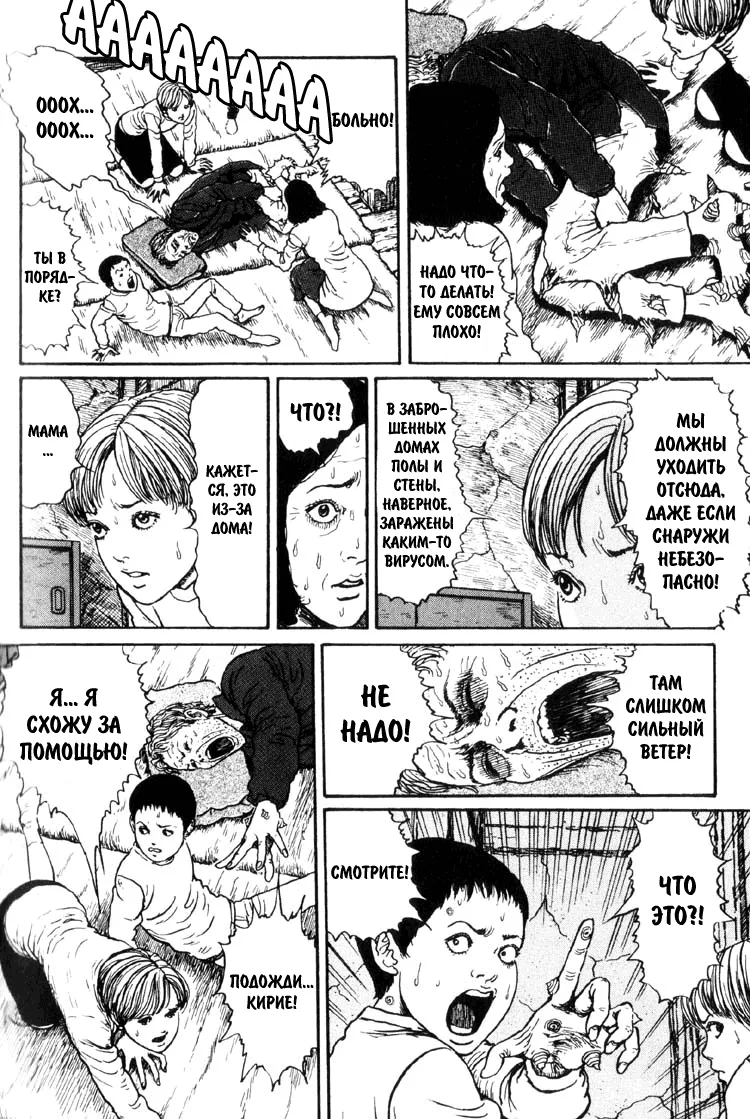 АААААААА
ОООХ...
ОООХ...
БОЛЬНО!
ТЫ В
ПОРЯД-
КЕ?
НАДО ЧТО-
ТО ДЕЛАТЬ!
ЕМУ СОВСЕМ
ПЛОХО!
МАМА
...
КАЖЕТ-
СЯ, ЭТО
ИЗ-ЗА
ДОМА!
ЧТО?!
В ЗАБРО-
ШЕННЫХ
ДОМАХ
ПОЛЫ И
СТЕНЫ,
НАВЕРНОЕ,
ЗАРАЖЕНЫ
КАКИМ-ТО
ВИРУСОМ.
МЫ
ДОЛЖНЫ
УХОДИТЬ
ОТСЮДА,
ДАЖЕ ЕСЛИ
СНАРУЖИ
НЕБЕЗО-
ПАСНО!
Я... Я
СХОЖУ ЗА
ПОМОЩЬЮ!
ПОДОЖДИ...
КИРИЕ!
НЕ
НАДО!
ТАМ
СЛИШКОМ
СИЛЬНЫЙ
ВЕТЕР!
СМОТРИТЕ!
ЧТО
ЭТО?!